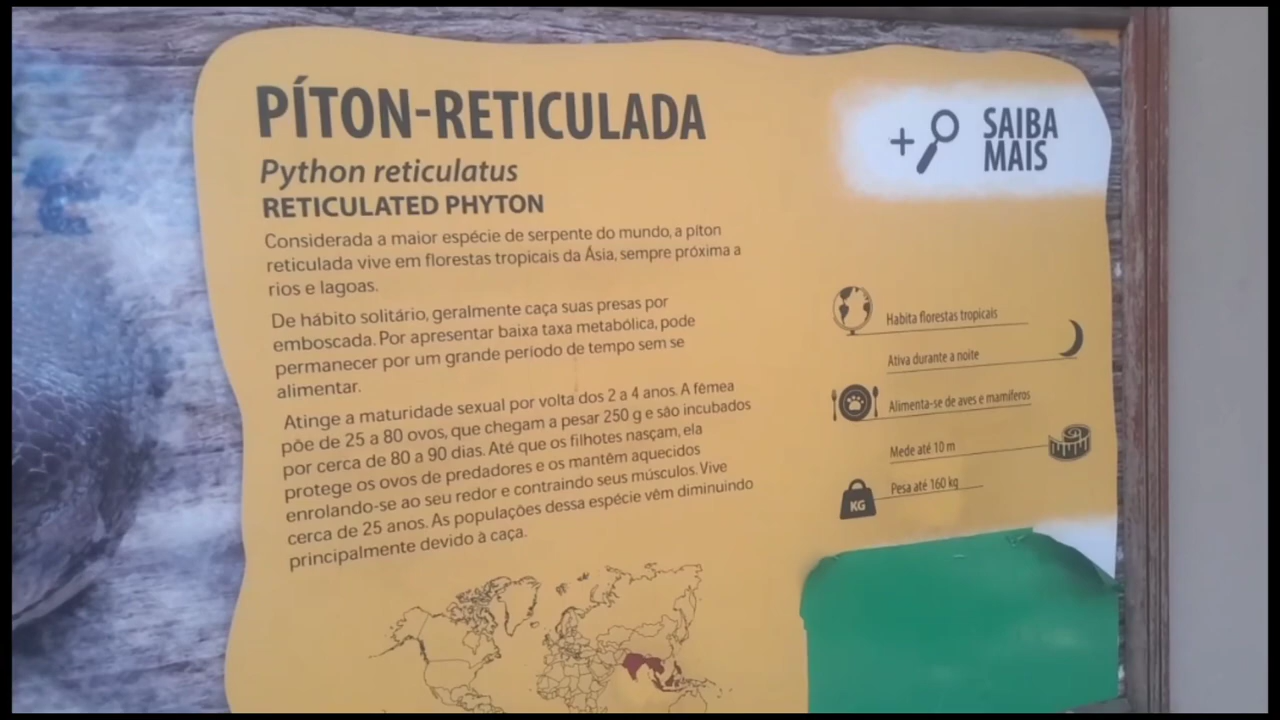 PÍTON-RETICULADA
Python reticulatus
RETICULATED PHYTON
Considerada a maior espécie de serpente do mundo, a píton
reticulada vive em florestas tropicais da Ásia, sempre próxima a
rios e lagoas.
De hábito solitário, geralmente caça suas presas por
emboscada. Por apresentar baixa taxa metabólica, pode
permanecer por um grande período de tempo sem se
alimentar.
Atinge a maturidade sexual por volta dos 2 a 4 anos. A fêmea
põe de 25 a 80 ovos, que chegam a pesar 250 g e são incubados
por cerca de 80 a 90 dias. Até que os filhotes nasçam, ela
protege os ovos de predadores e os mantêm aquecidos
enrolando-se ao seu redor e contraindo seus músculos. Vive
cerca de 25 anos. As populações dessa espécie vêm diminuindo
principalmente devido à caça.
+ SAIBA
MAIS
Habita florestas tropicais
Ativa durante a noite
Alimenta-se de aves e mamíferos
Mede até 10 m
Pesa até 160 kg
KG